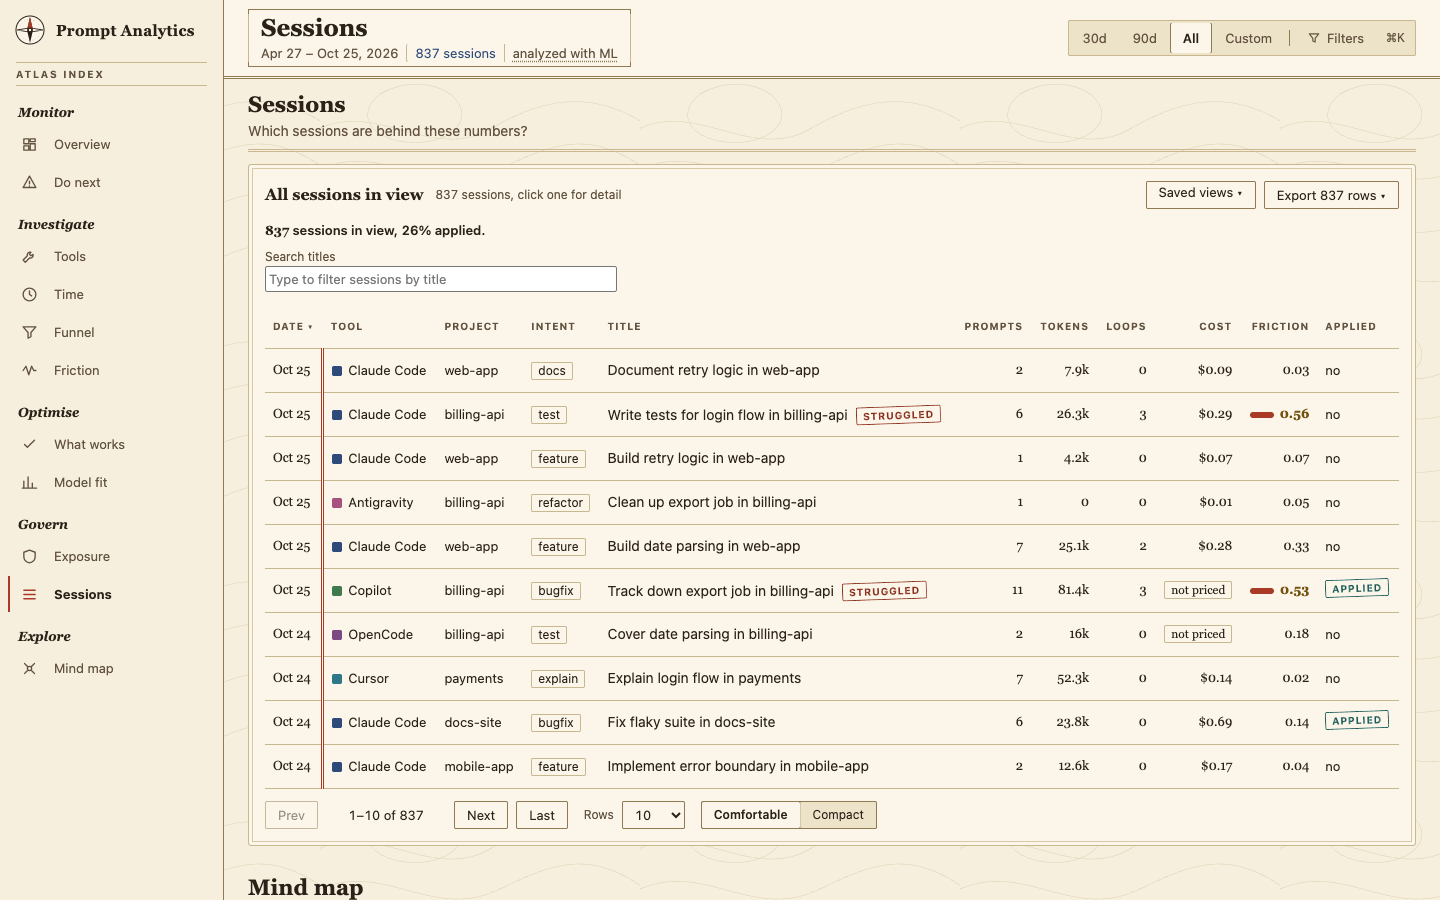 Prompt Analytics
ATLAS INDEX
Monitor
Overview
Do next
Investigate
Tools
Time
Funnel
Friction
Optimise
What works
Model fit
Govern
Exposure
Sessions
Explore
Mind map
Sessions
Apr 27 – Oct 25, 2026 837 sessions analyzed with ML
30d 90d All Custom Filters ⌘K
Sessions
Which sessions are behind these numbers?
All sessions in view 837 sessions, click one for detail
Saved views ▾ Export 837 rows ▾
837 sessions in view, 26% applied.
Search titles
Type to filter sessions by title
DATE ▾ TOOL PROJECT INTENT TITLE PROMPTS TOKENS LOOPS COST FRICTION APPLIED
Oct 25 Claude Code web-app docs Document retry logic in web-app 2 7.9k 0 $0.09 0.03 no
Oct 25 Claude Code billing-api test Write tests for login flow in billing-api STRUGGLED 6 26.3k 3 $0.29 0.56 no
Oct 25 Claude Code web-app feature Build retry logic in web-app 1 4.2k 0 $0.07 0.07 no
Oct 25 Antigravity billing-api refactor Clean up export job in billing-api 1 0 0 $0.01 0.05 no
Oct 25 Claude Code web-app feature Build date parsing in web-app 7 25.1k 2 $0.28 0.33 no
Oct 25 Copilot billing-api bugfix Track down export job in billing-api STRUGGLED 11 81.4k 3 not priced 0.53 APPLIED
Oct 24 OpenCode billing-api test Cover date parsing in billing-api 2 16k 0 not priced 0.18 no
Oct 24 Cursor payments explain Explain login flow in payments 7 52.3k 0 $0.14 0.02 no
Oct 24 Claude Code docs-site bugfix Fix flaky suite in docs-site 6 23.8k 0 $0.69 0.14 APPLIED
Oct 24 Claude Code mobile-app feature Implement error boundary in mobile-app 2 12.6k 0 $0.17 0.04 no
Prev 1–10 of 837 Next Last Rows 10 Comfortable Compact
Mind map